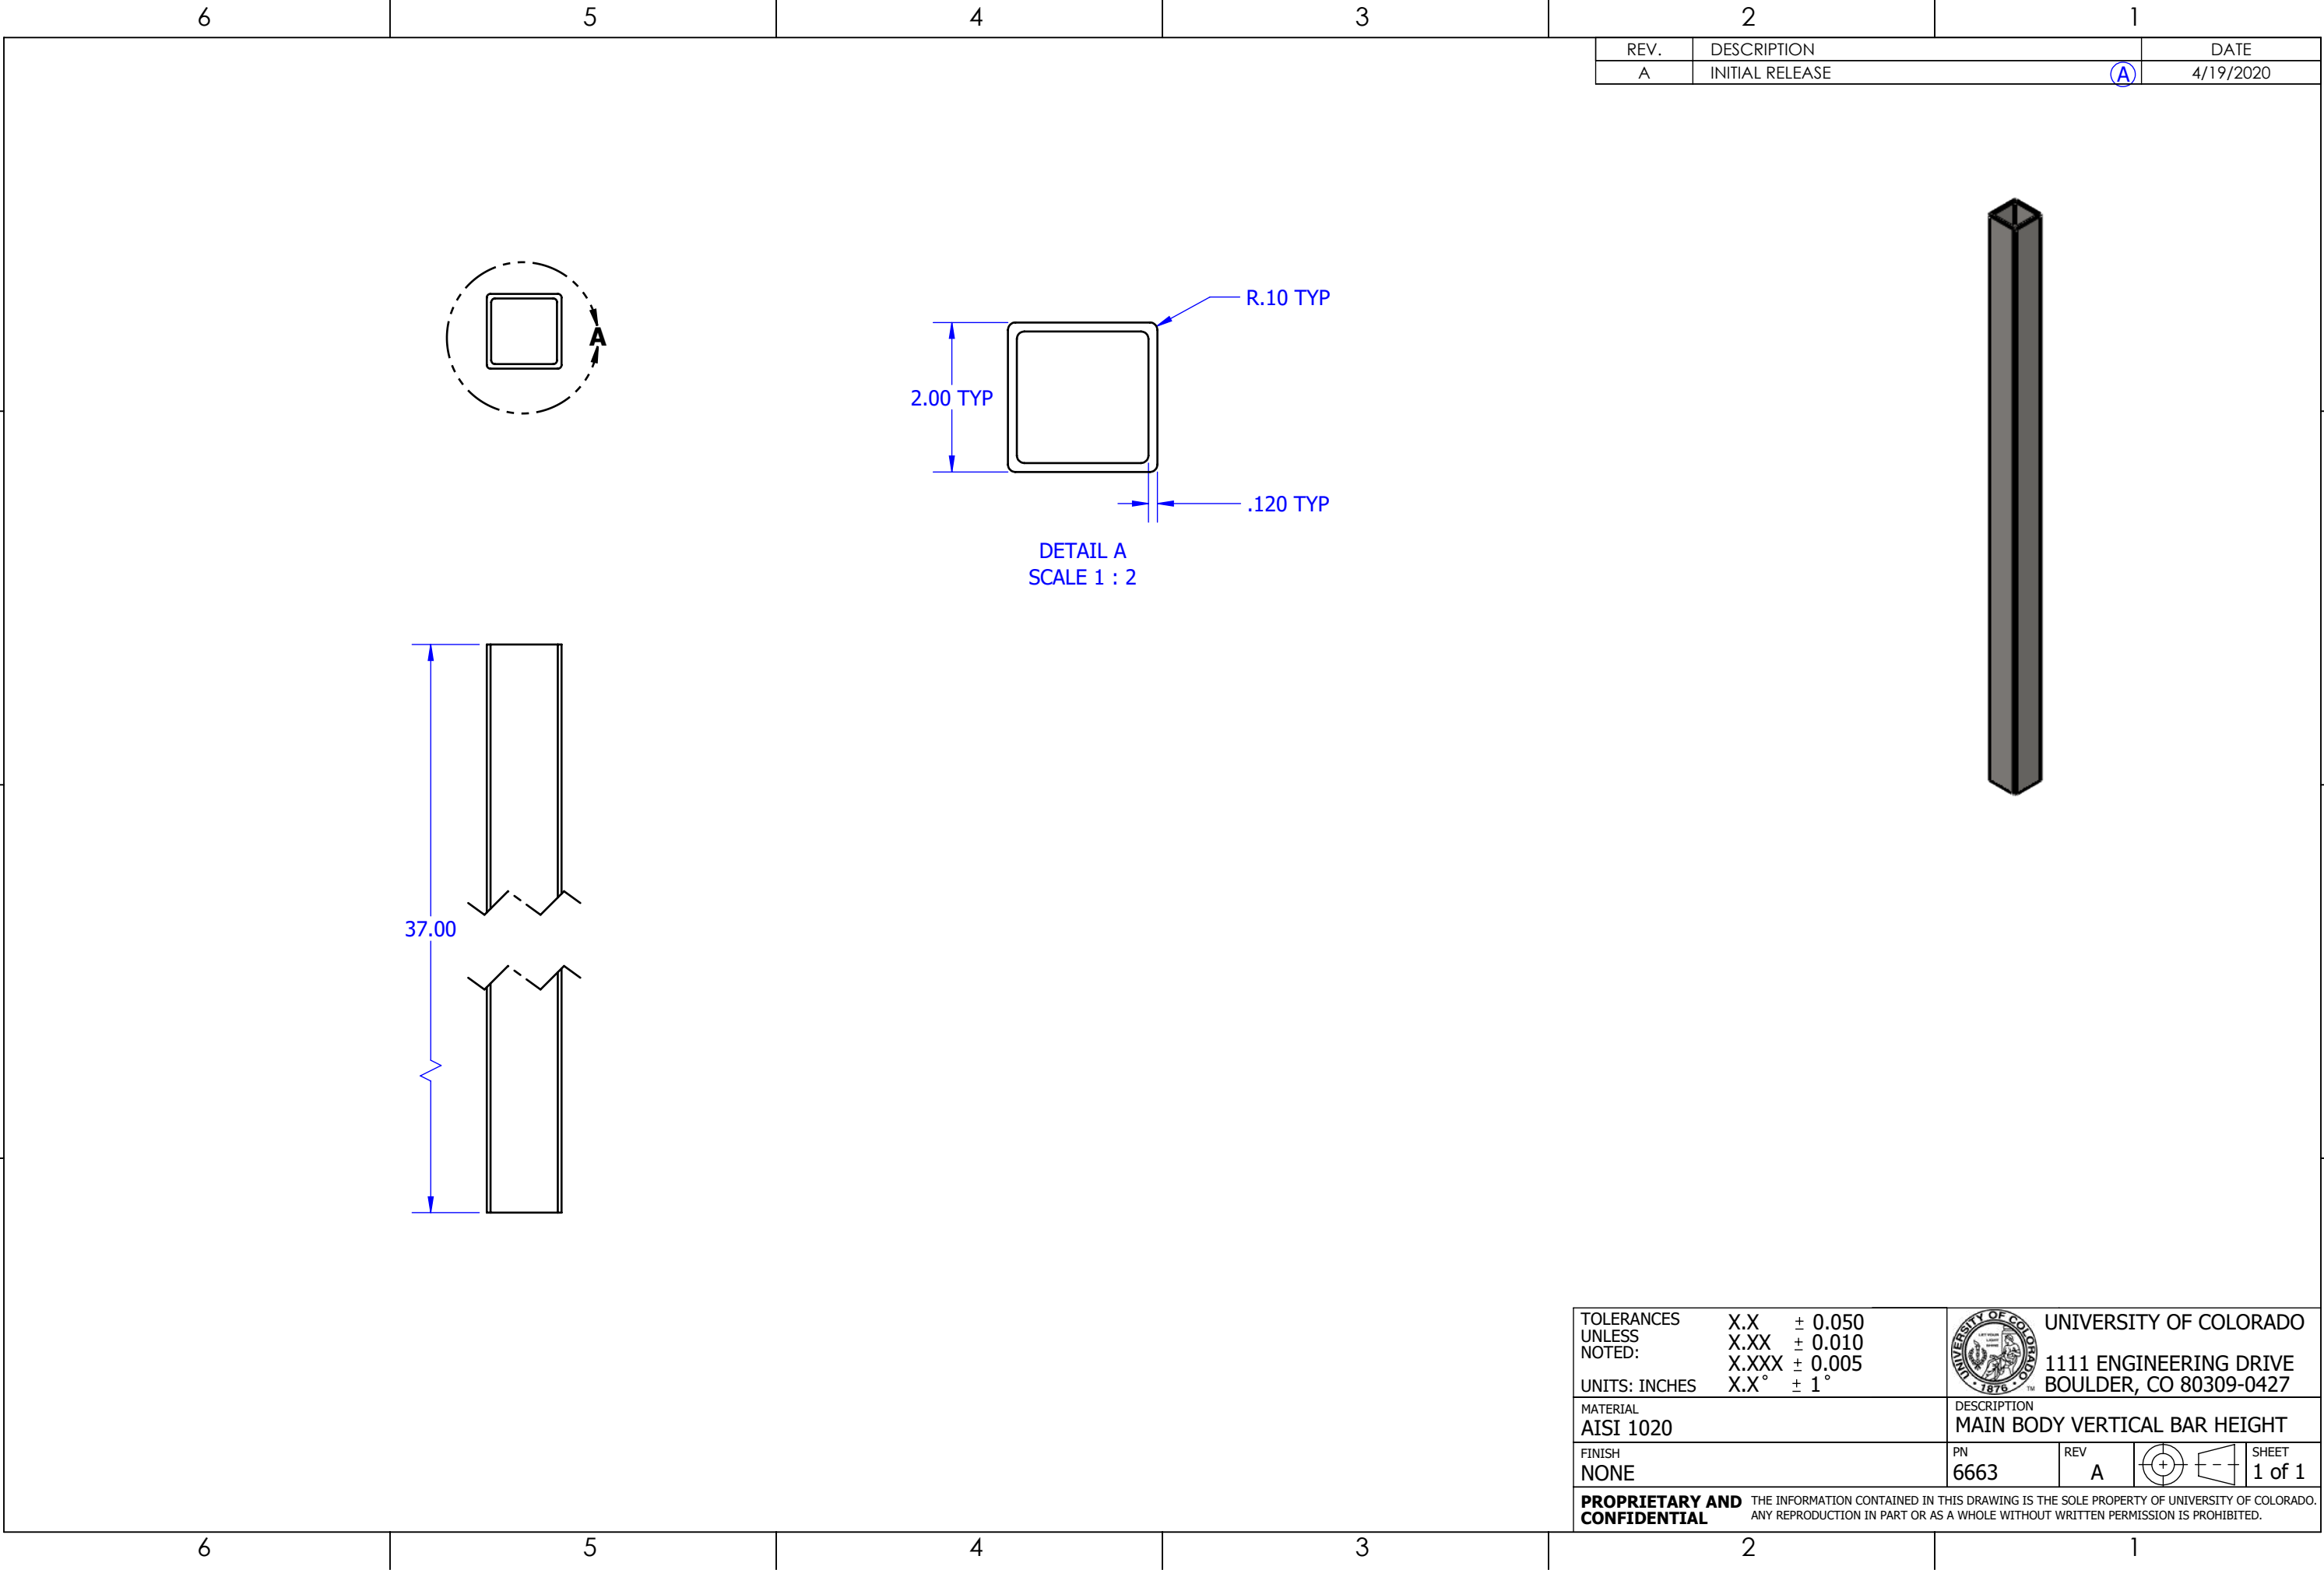 6 5 4 3 2 1
REV. DESCRIPTION DATE
A INITIAL RELEASE A 4/19/2020
A
R.10 TYP
2.00 TYP
.120 TYP
DETAIL A
SCALE 1 : 2
37.00
TOLERANCES
UNLESS
NOTED:
UNITS: INCHES
X.X ± 0.050
X.XX ± 0.010
X.XXX ± 0.005
X.X° ± 1°
UNIVERSITY OF COLORADO
1876
TM
UNIVERSITY OF COLORADO
1111 ENGINEERING DRIVE
BOULDER, CO 80309-0427
MATERIAL
AISI 1020
DESCRIPTION
MAIN BODY VERTICAL BAR HEIGHT
FINISH
NONE
PN
6663
REV
A
SHEET
1 of 1
PROPRIETARY AND
CONFIDENTIAL
THE INFORMATION CONTAINED IN THIS DRAWING IS THE SOLE PROPERTY OF UNIVERSITY OF COLORADO.
ANY REPRODUCTION IN PART OR AS A WHOLE WITHOUT WRITTEN PERMISSION IS PROHIBITED.
6 5 4 3 2 1